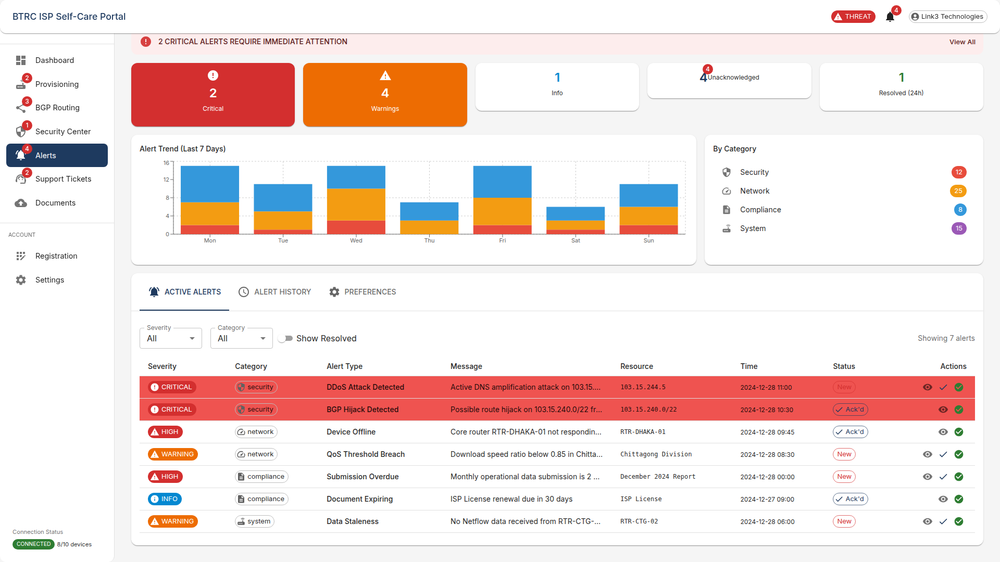 BTRC ISP Self-Care Portal
THREAT
4
Link3 Technologies
Dashboard
2
Provisioning
3
BGP Routing
1
Security Center
4
Alerts
2
Support Tickets
Documents
ACCOUNT
Registration
Settings
Connection Status
CONNECTED 8/10 devices
2 CRITICAL ALERTS REQUIRE IMMEDIATE ATTENTION
View All
2
Critical
4
Warnings
1
Info
4
4 Unacknowledged
1
Resolved (24h)
Alert Trend (Last 7 Days)
16
12
8
4
0
Mon Tue Wed Thu Fri Sat Sun
By Category
Security 12
Network 25
Compliance 8
System 15
ACTIVE ALERTS ALERT HISTORY PREFERENCES
Severity
All
Category
All
Show Resolved
Showing 7 alerts
Severity Category Alert Type Message Resource Time Status Actions
CRITICAL security DDoS Attack Detected Active DNS amplification attack on 103.15.... 103.15.244.5 2024-12-28 11:00 New
CRITICAL security BGP Hijack Detected Possible route hijack on 103.15.240.0/22 fr... 103.15.240.0/22 2024-12-28 10:30 Ack'd
HIGH network Device Offline Core router RTR-DHAKA-01 not respondin... RTR-DHAKA-01 2024-12-28 09:45 Ack'd
WARNING network QoS Threshold Breach Download speed ratio below 0.85 in Chitta... Chittagong Division 2024-12-28 08:30 New
HIGH compliance Submission Overdue Monthly operational data submission is 2 ... December 2024 Report 2024-12-28 00:00 New
INFO compliance Document Expiring ISP License renewal due in 30 days ISP License 2024-12-27 09:00 Ack'd
WARNING system Data Staleness No Netflow data received from RTR-CTG-... RTR-CTG-02 2024-12-28 06:00 New